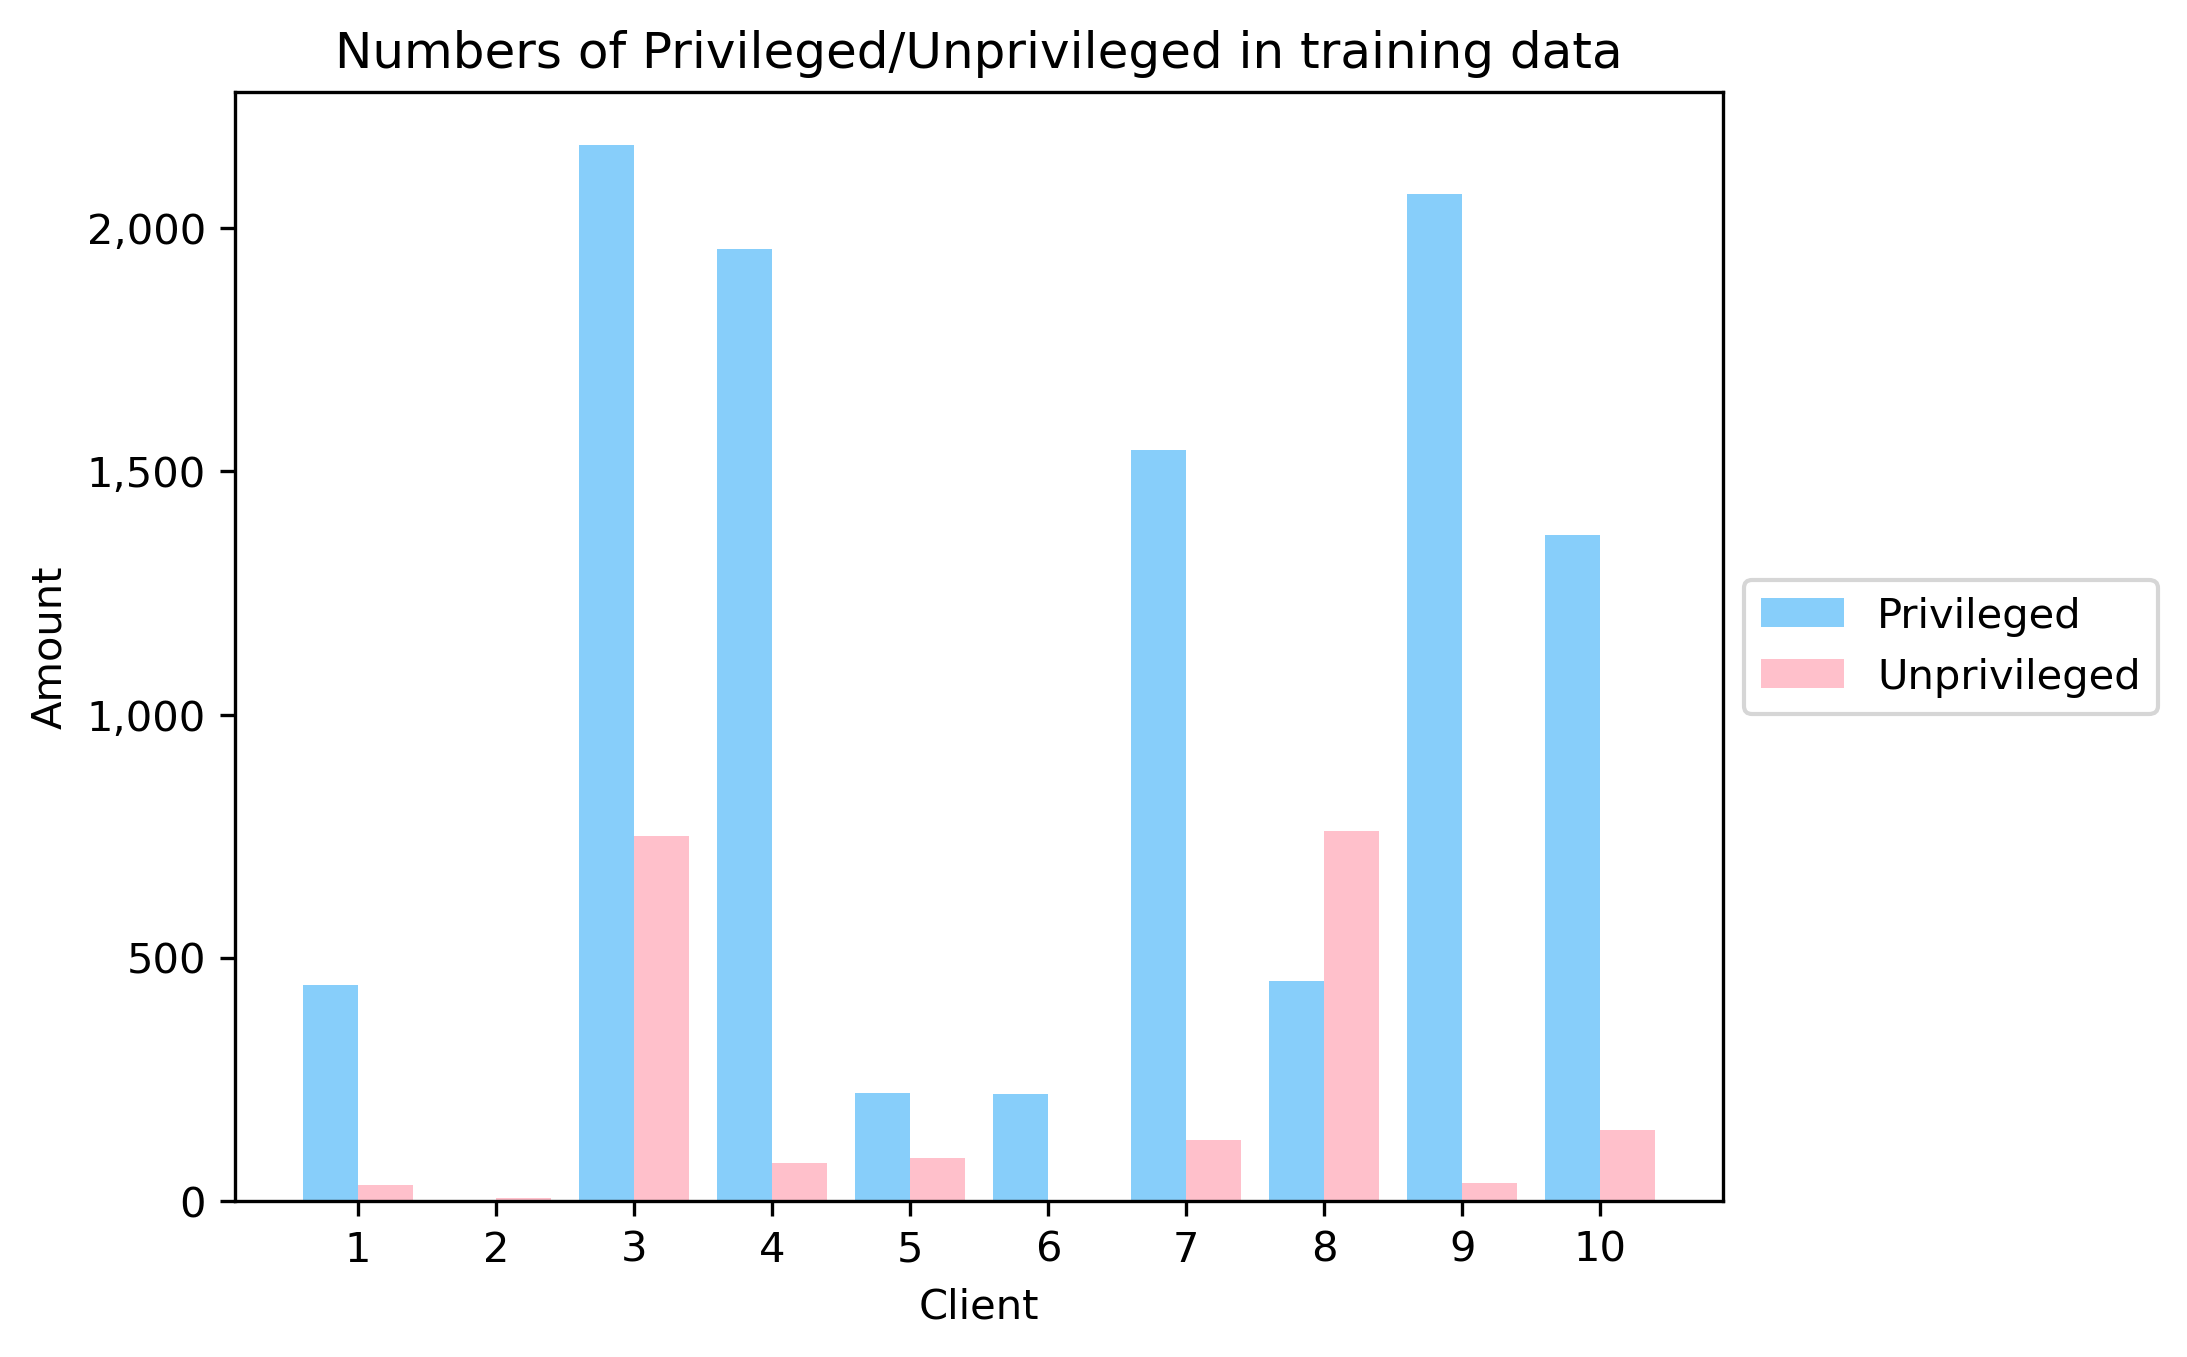 Numbers of Privileged/Unprivileged in training data
2,000
1,500
1,000
500
0
Amount
1 2 3 4 5 6 7 8 9 10
Client
Privileged
Unprivileged